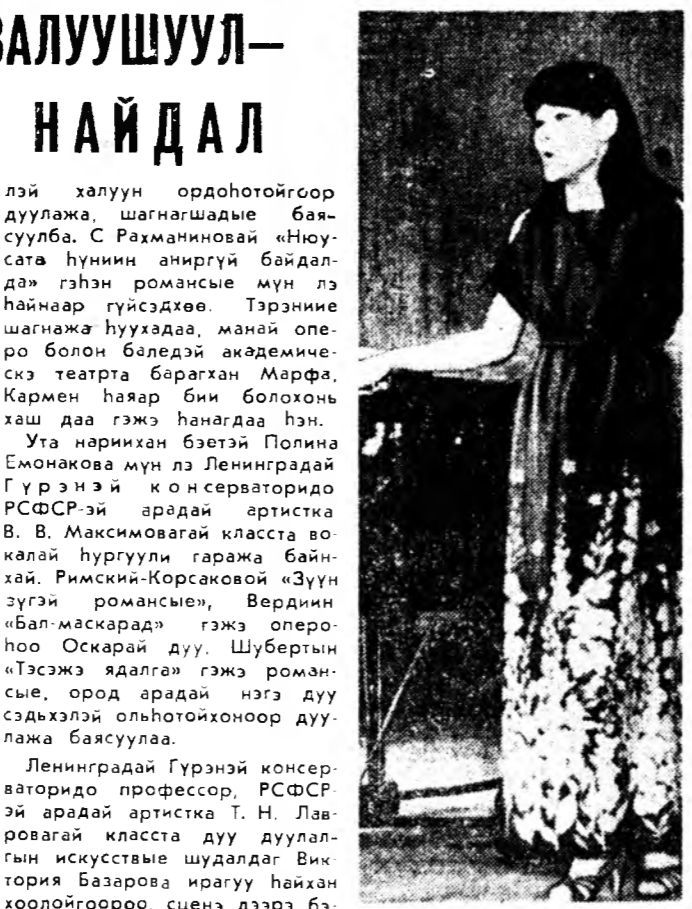 ЗАЛУУШУУЛ—
НАЙДАЛ
лэй халуун ордоһотойгоор
дуулажа, шагнагшадые бая-
суулба. С Рахманиновай «Нюу-
сата һүниин аниргүй байдал-
да» гэһэн романсые мүн лэ
һайнаар гүйсэдхөө. Тэрэниие
шагнажа һуухадаа, манай опе-
ро болон баледэй академиче-
скэ театрта барагхан Марфа,
Кармен һаяар бии болохонь
хаш даа гэжэ һанагдаа һэн.
Ута нариихан бэетэй Полина
Емонакова мүн лэ Ленинградай
Гүрэнэй консерваторидо
РСФСР-эй арадай артистка
В. В. Максимовагай класста во-
калай һургуули гаража байн-
хай. Римский-Корсаковой «Зүүн
зүгэй романсые», Вердиин
«Бал-маскарад» гэжэ оперо-
һоо Оскарай дуу, Шубертын
«Тэсэжэ ядалга» гэжэ роман-
сые, ород арадай нэгэ дуу
сэдьхэлэй ольһотойхоноор дуу-
лажа баясуулаа.
Ленинградай Гүрэнэй консер-
ваторидо профессор, РСФСР-
эй арадай артистка Т. Н. Лав-
ровагай класста дуу дуулал-
гын искусствые шудалдаг Вик-
тория Базарова ирагуу һайхан
хоолойгоороо, сценэ дээрэ бэ-